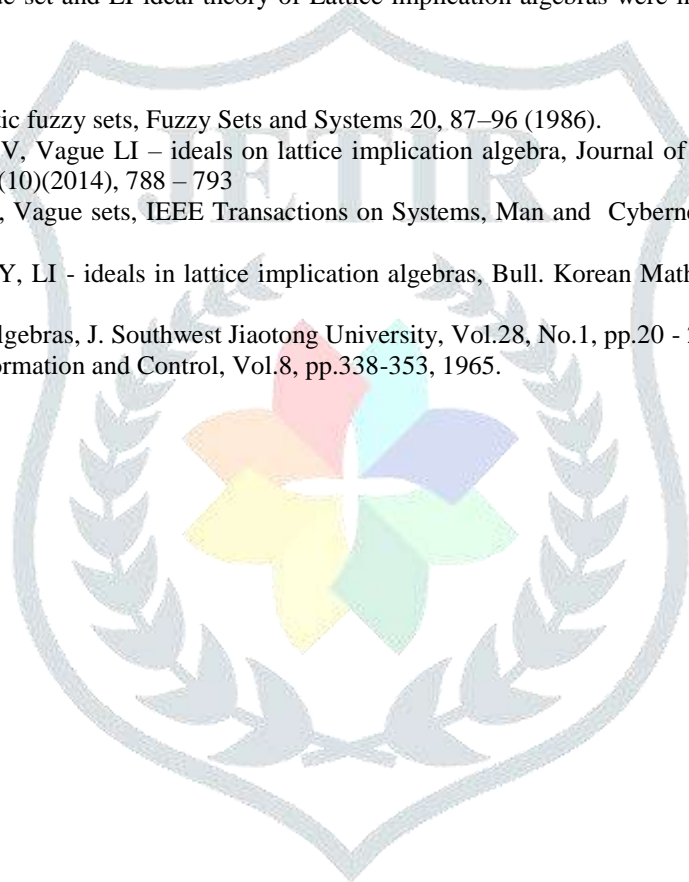 set and LI ideal theory of Lattice implication algebras were
JETIR
tic fuzzy sets, Fuzzy Sets and Systems 20, 87–96 (1986).
V, Vague LI – ideals on lattice implication algebra, Journal of
(10)(2014), 788 – 793
, Vague sets, IEEE Transactions on Systems, Man and Cyberne
Y, LI - ideals in lattice implication algebras, Bull. Korean Math
lgebras, J. Southwest Jiaotong University, Vol.28, No.1, pp.20 -
ormation and Control, Vol.8, pp.338-353, 1965.